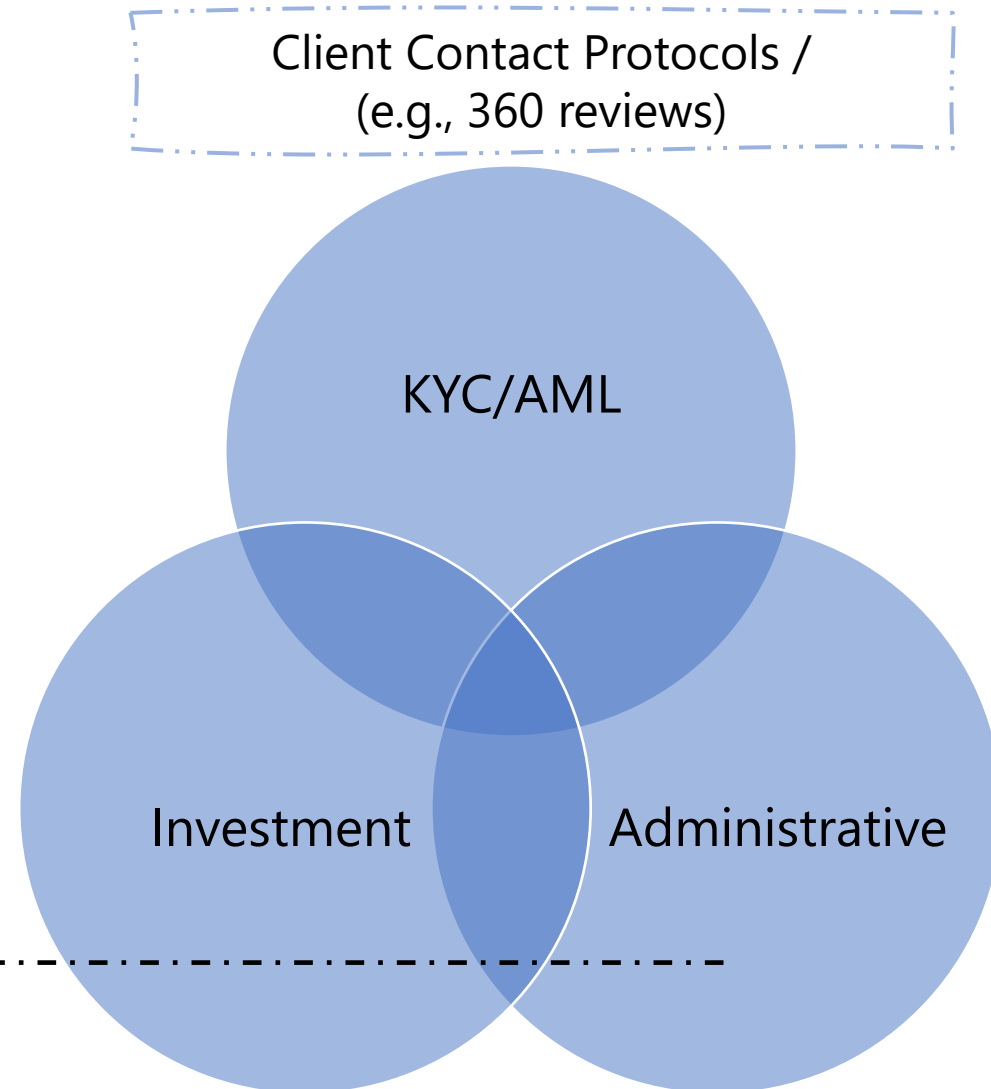 Client Contact Protocols /
(e.g., 360 reviews)
KYC/AML
Investment
Administrative